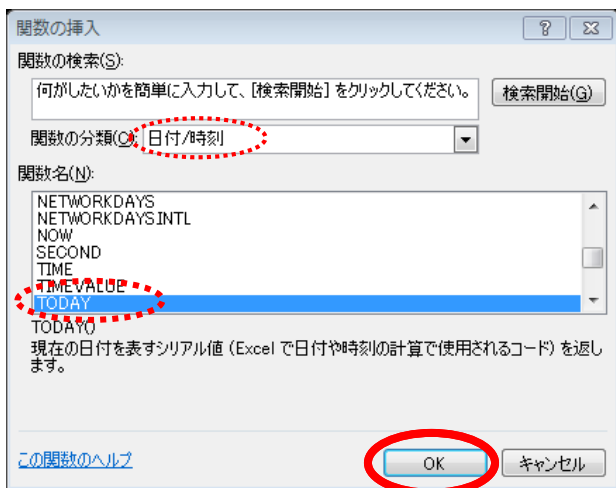 関数の挿入
関数の検索(S):
何がしたいかを簡単に入力して、[検索開始] をクリックしてください。
検索開始(G)
関数の分類(C): 日付/時刻
関数名(N):
NETWORKDAYS
NETWORKDAYS.INTL
NOW
SECOND
TIME
TIMEVALUE
TODAY
TODAY()
現在の日付を表すシリアル値 (Excel で日付や時刻の計算で使用されるコード) を返し
ます。
この関数のヘルプ
OK
キャンセル